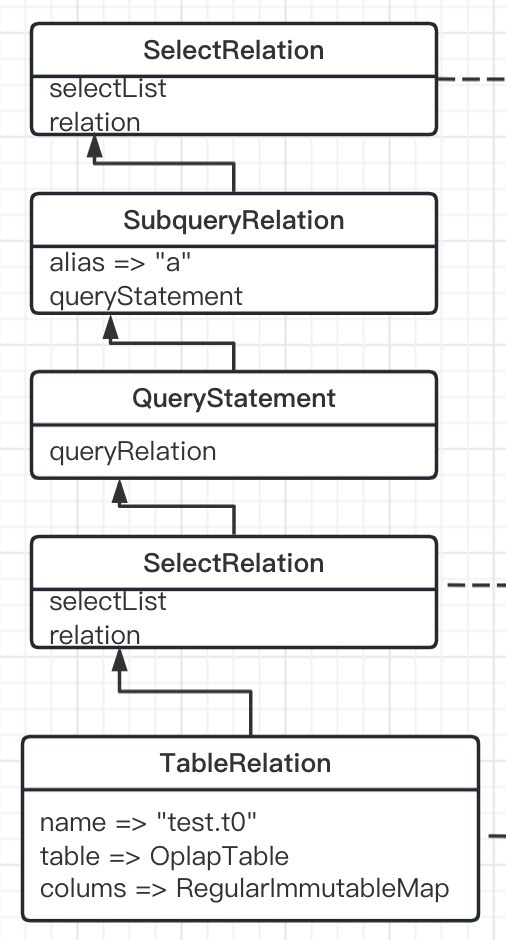 SelectRelation
selectList
relation
SubqueryRelation
alias => "a"
queryStatement
QueryStatement
queryRelation
SelectRelation
selectList
relation
TableRelation
name => "test.t0"
table => OplapTable
colums => RegularImmutableMap